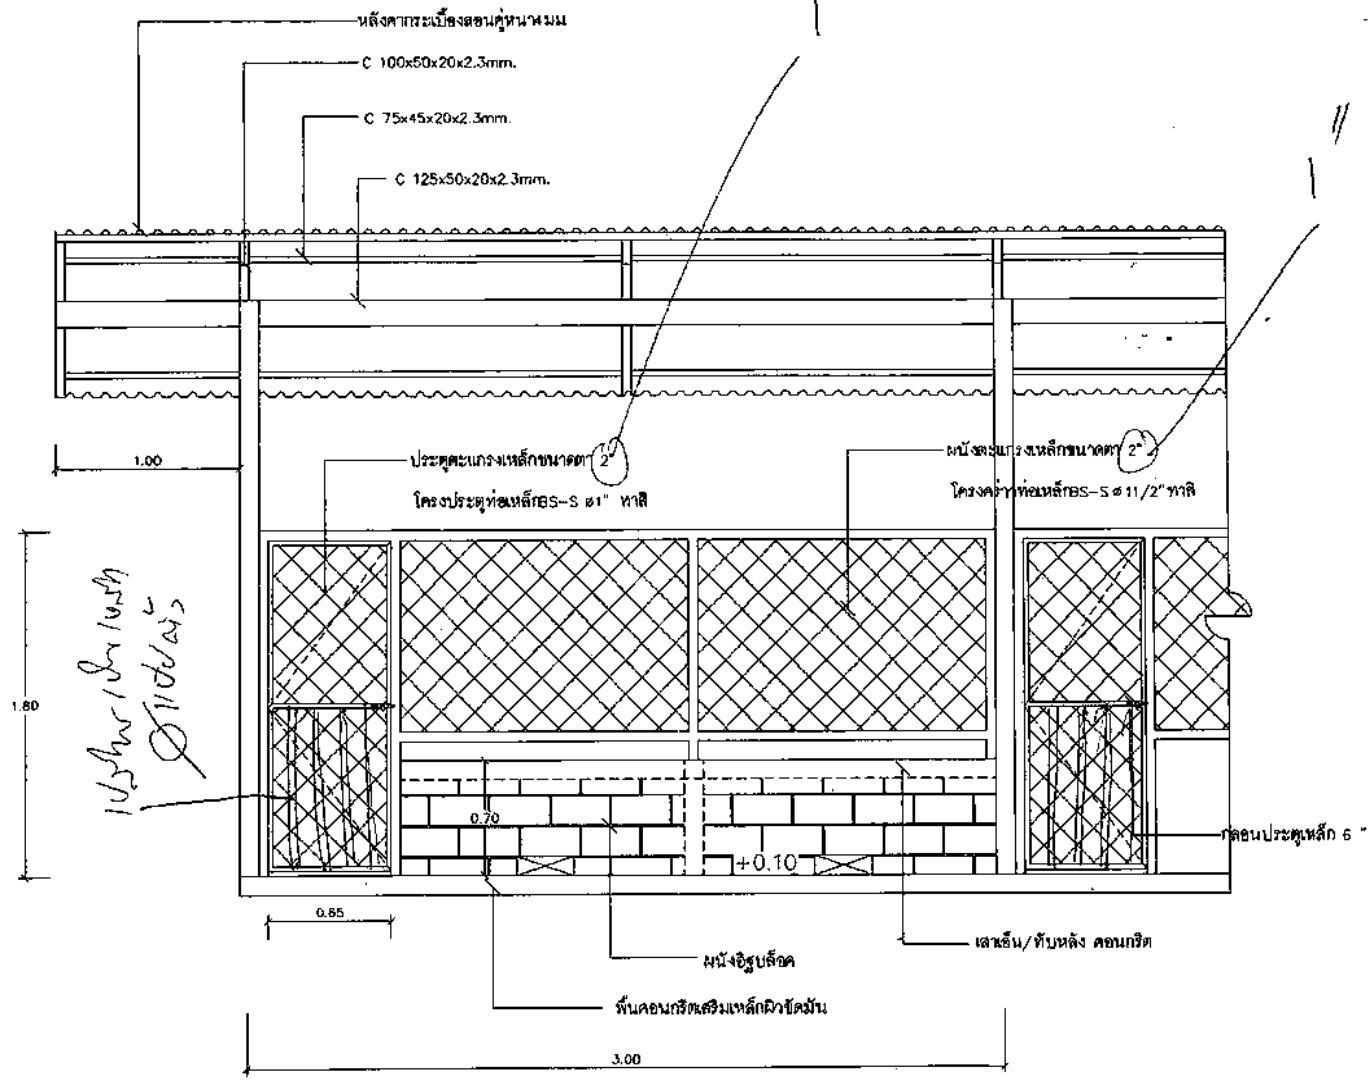 หลังคากระเบื้องลอนคู่หนา4มม
C 100x50x20x2.3mm.
C 75x45x20x2.3mm.
C 125x50x20x2.3mm.
1.00
ประตูตะแกรงเหล็กขนาดตา 2"
โครงประตูท่อเหล็กBS-S ø1" ทาสี
ผนังตะแกรงเหล็กขนาดตา 2"
โครงคร่าวท่อเหล็กBS-S ø 11/2" ทาสี
1.80
0.70
+0.10
กลอนประตูเหล็ก 6 "
0.85
เสาเอ็น/ทับหลัง คอนกรีต
ผนังอิฐบล็อค
พื้นคอนกรีตเสริมเหล็กผิวขัดมัน
3.00